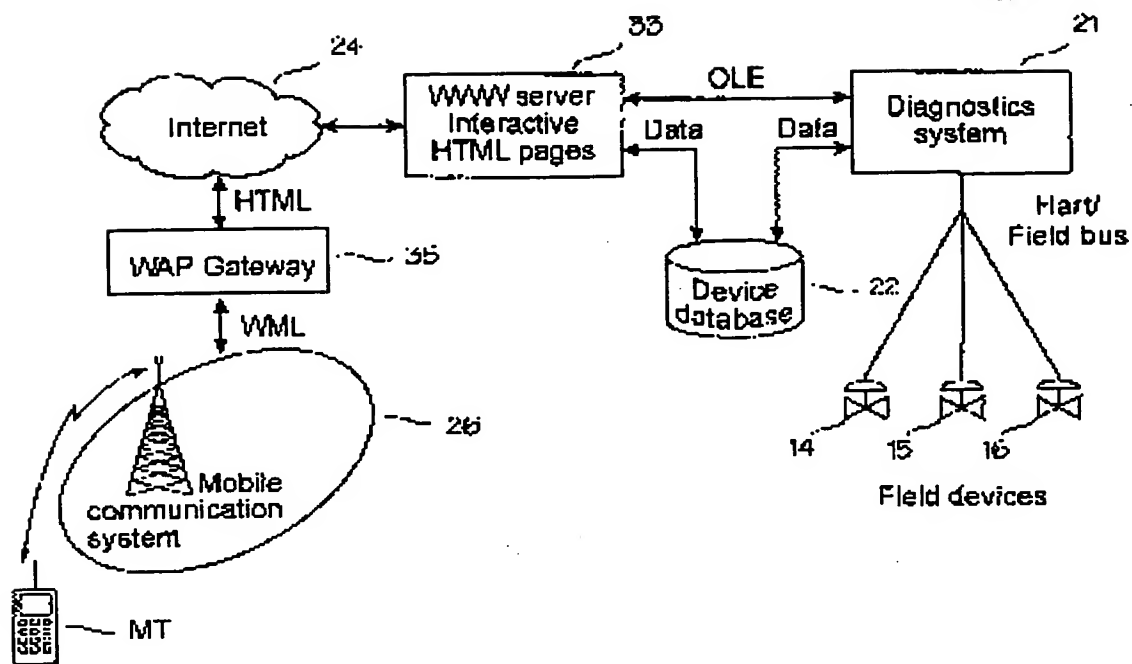 24
33
21
Internet
WWW server
Interactive
HTML pages
OLE
Data
Data
Diagnostics
system
HTML
Hart/
Field bus
WAP Gateway
35
Device
database
22
WML
26
14
15
16
Mobile
communication
system
Field devices
MT